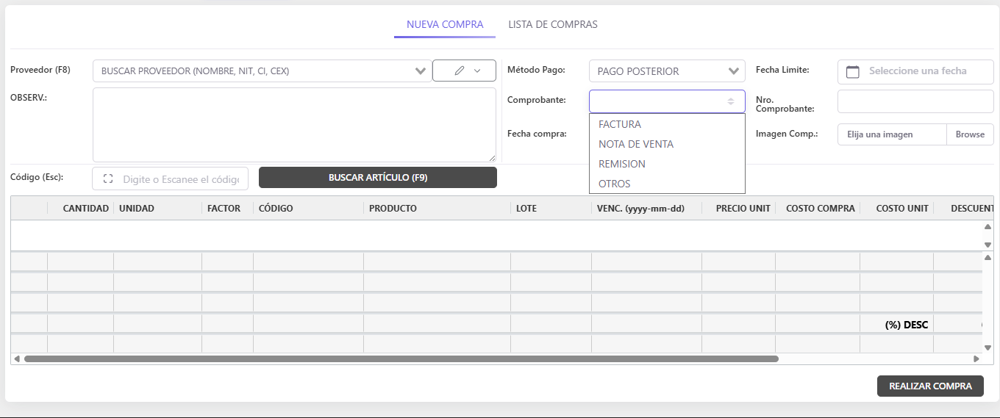 NUEVA COMPRA LISTA DE COMPRAS
Proveedor (F8) BUSCAR PROVEEDOR (NOMBRE, NIT, CI, CEX)
OBSERV.:
Método Pago: PAGO POSTERIOR Fecha Limite: Seleccione una fecha
Comprobante: Nro. Comprobante:
FACTURA
NOTA DE VENTA
REMISION
OTROS
Fecha compra: Imagen Comp.: Elija una imagen Browse
Código (Esc): Digite o Escanee el código BUSCAR ARTÍCULO (F9)
CANTIDAD UNIDAD FACTOR CÓDIGO PRODUCTO LOTE VENC. (yyyy-mm-dd) PRECIO UNIT COSTO COMPRA COSTO UNIT DESCUENT
(%) DESC
REALIZAR COMPRA